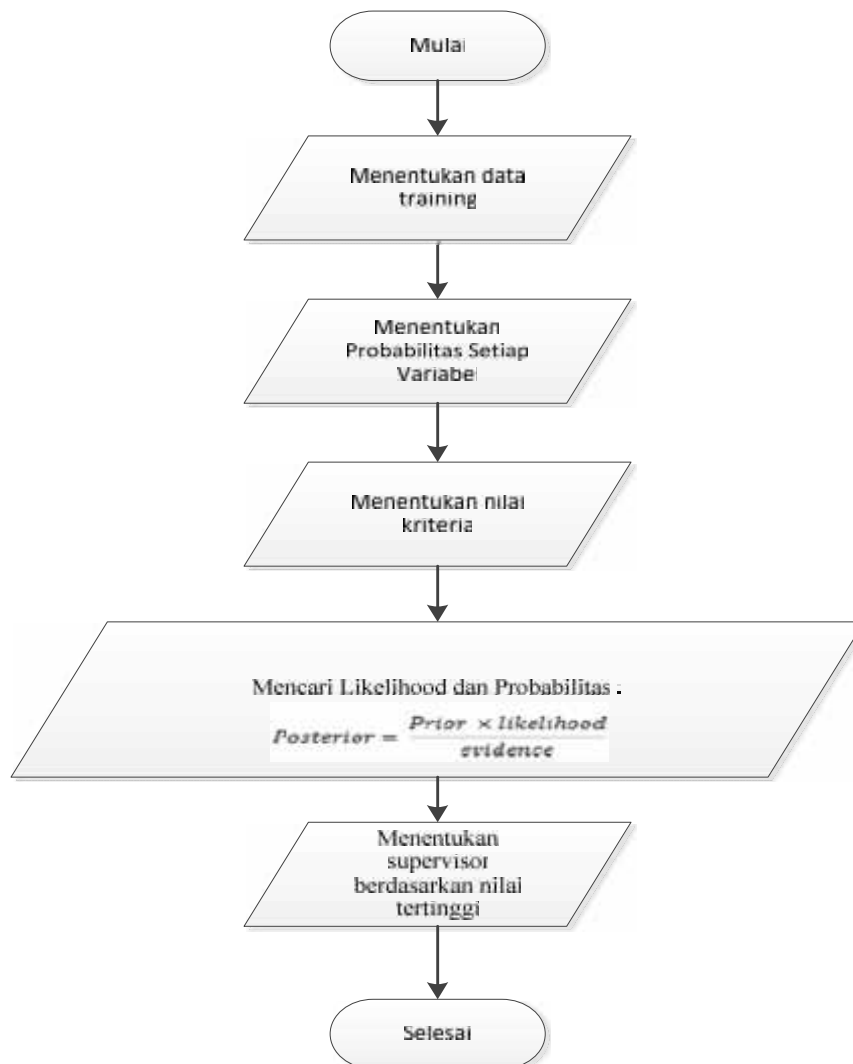 Mulai
Menentukan data
training
Menentukan
Probabilitas Setiap
Variabel
Menentukan nilai
kriteria
Mencari Likelihood dan Probabilitas :
Posterior = Prior × likelihood / evidence
Menentukan
supervisor
berdasarkan nilai
tertinggi
Selesai